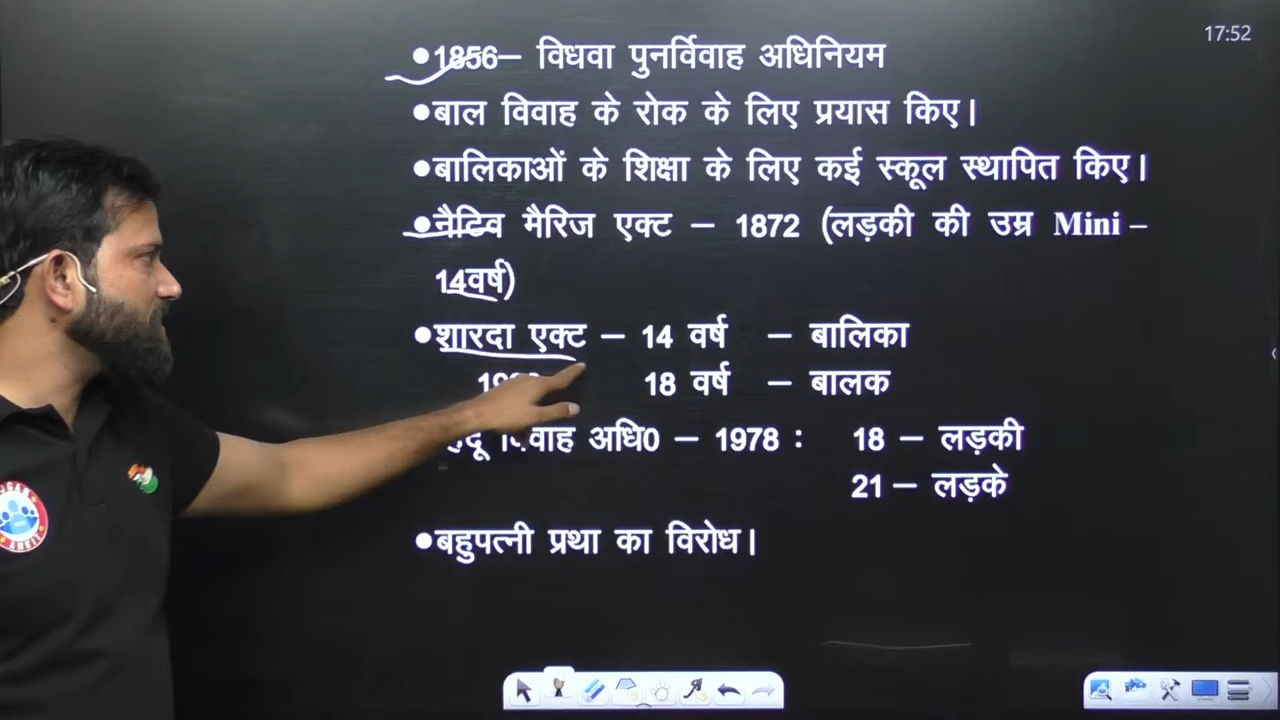 17:52
●1856– विधवा पुनर्विवाह अधिनियम
●बाल विवाह के रोक के लिए प्रयास किए।
●बालिकाओं के शिक्षा के लिए कई स्कूल स्थापित किए।
●नैटिव मैरिज एक्ट – 1872 (लड़की की उम्र Mini –
14वर्ष)
●शारदा एक्ट – 14 वर्ष – बालिका
18 वर्ष – बालक
अधि0 – 1978 : 18 – लड़की
21 – लड़के
●बहुपत्नी प्रथा का विरोध।